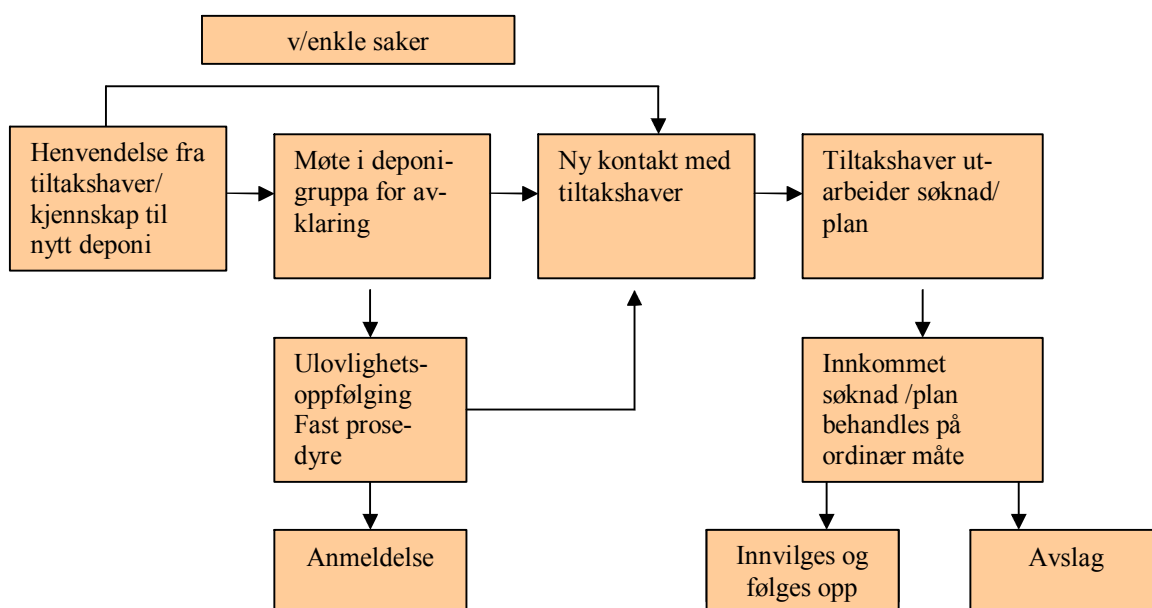 v/enkle saker
Henvendelse fra
tiltakshaver/
kjennskap til
nytt deponi
Møte i deponi-
gruppa for av-
klaring
Ny kontakt med
tiltakshaver
Tiltakshaver ut-
arbeider søknad/
plan
Ulovlighets-
oppfølging
Fast prose-
dyre
Innkommet
søknad /plan
behandles på
ordinær måte
Anmeldelse
Innvilges og
følges opp
Avslag